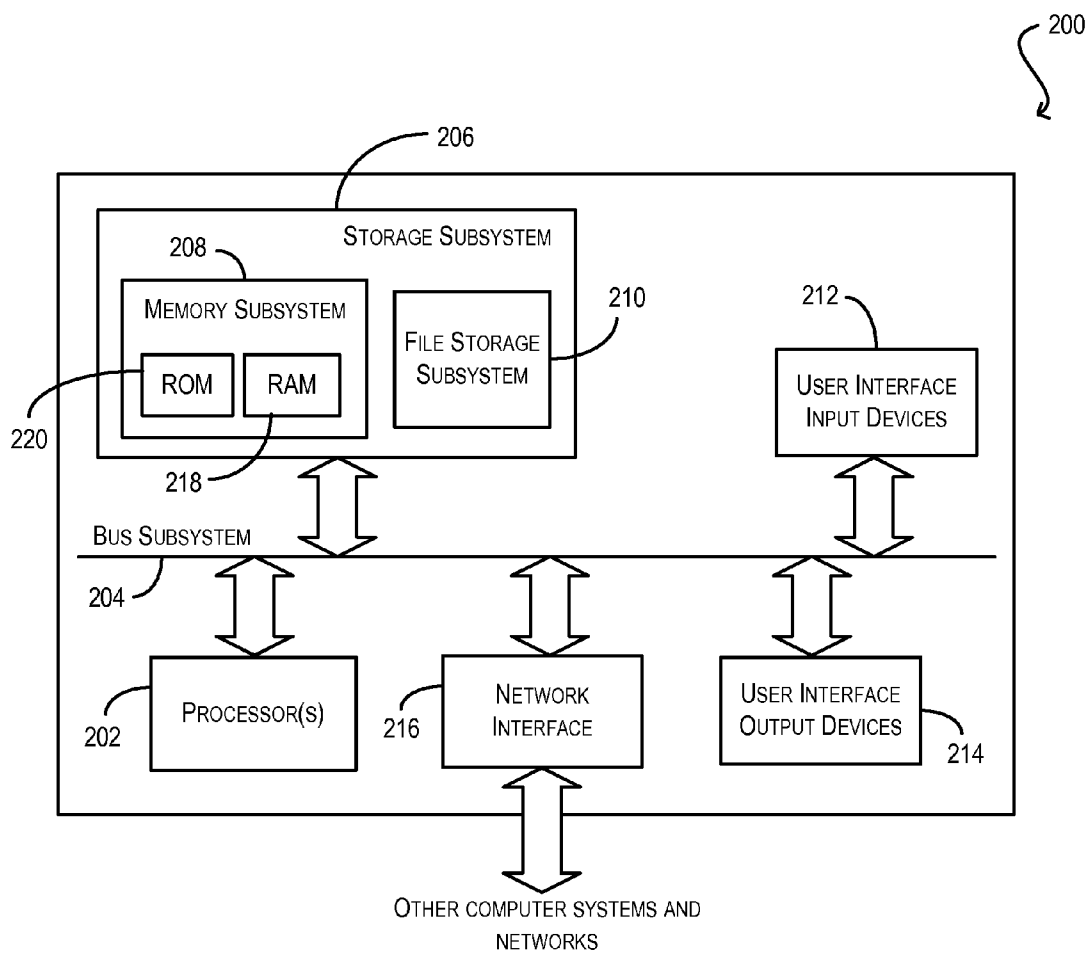 200
206
STORAGE SUBSYSTEM
208
MEMORY SUBSYSTEM
210
FILE STORAGE
SUBSYSTEM
212
ROM
RAM
USER INTERFACE
INPUT DEVICES
220
218
BUS SUBSYSTEM
204
PROCESSOR(S)
202
NETWORK
INTERFACE
216
USER INTERFACE
OUTPUT DEVICES
214
OTHER COMPUTER SYSTEMS AND
NETWORKS